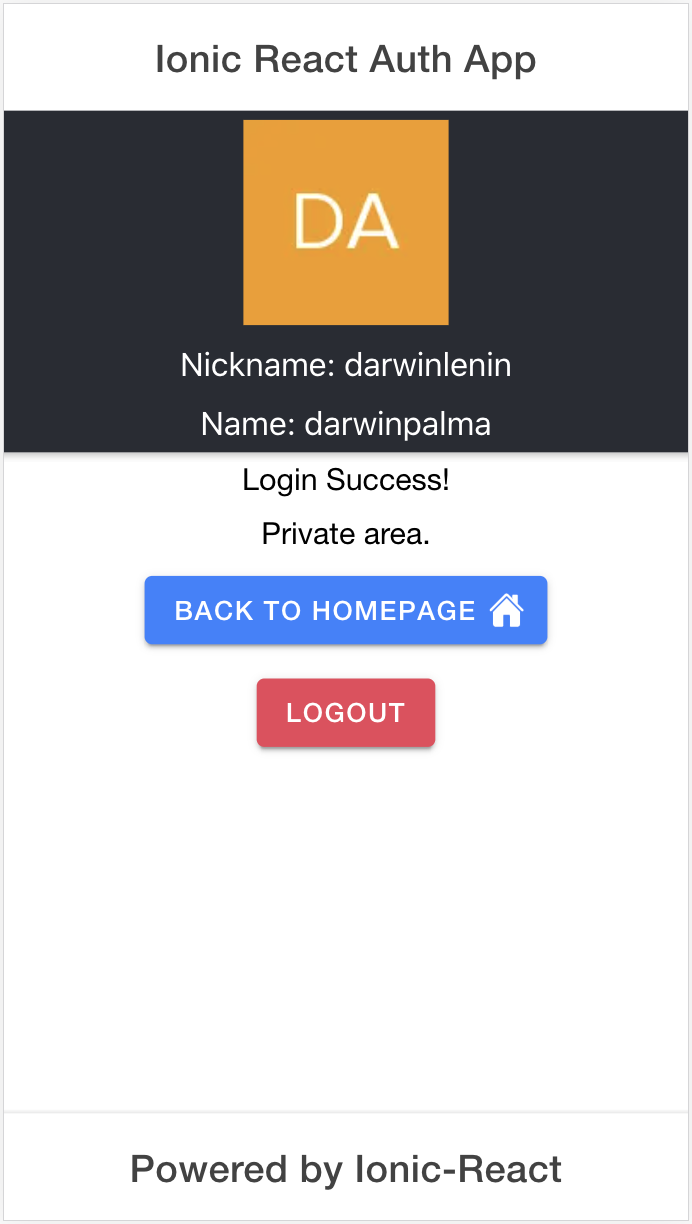 Ionic React Auth App
DA
Nickname: darwinlenin
Name: darwinpalma
Login Success!
Private area.
BACK TO HOMEPAGE
LOGOUT
Powered by Ionic-React